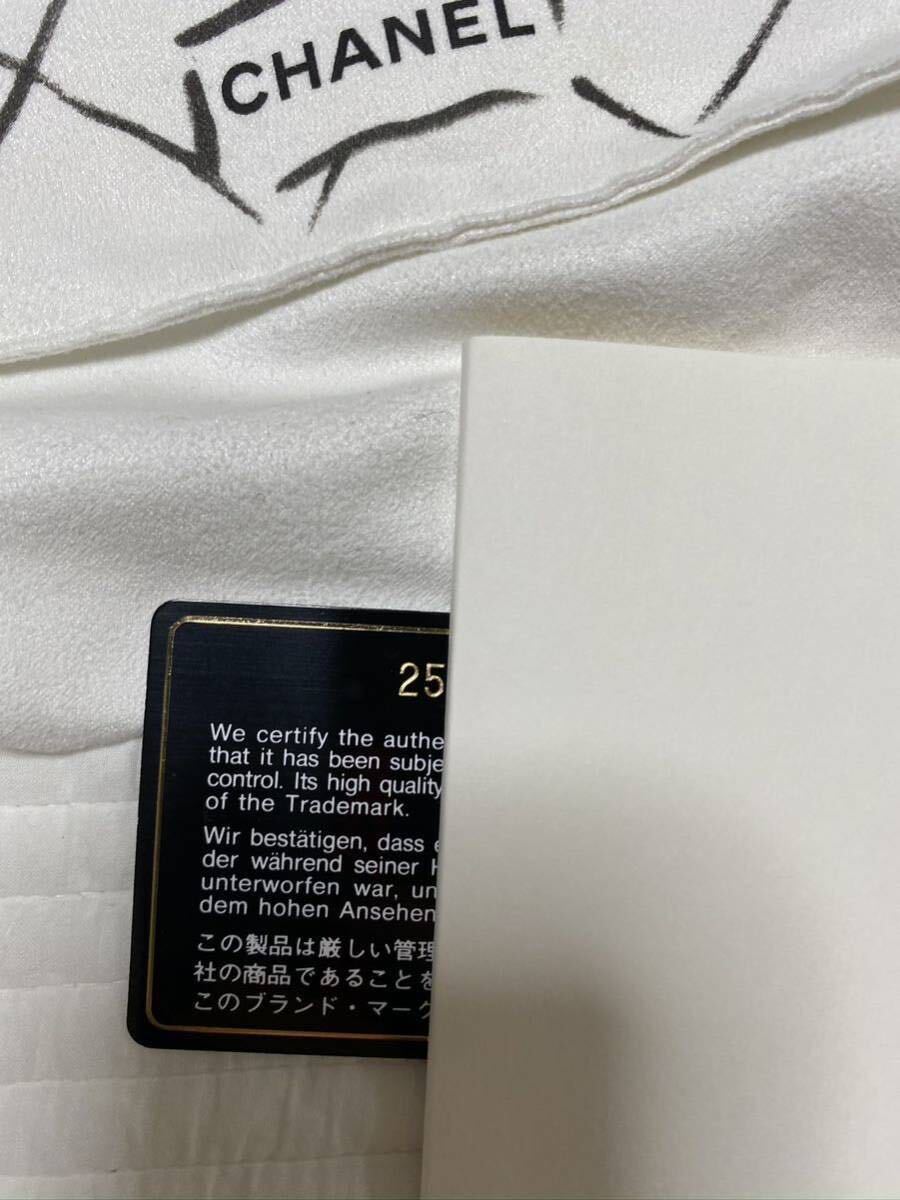 CHANEL
25
We certify the authe
that it has been subje
control. Its high quality
of the Trademark.
Wir bestätigen, dass e
der während seiner H
unterworfen war, un
dem hohen Ansehen
この製品は厳しい管理
社の商品であることを
このブランド・マーク